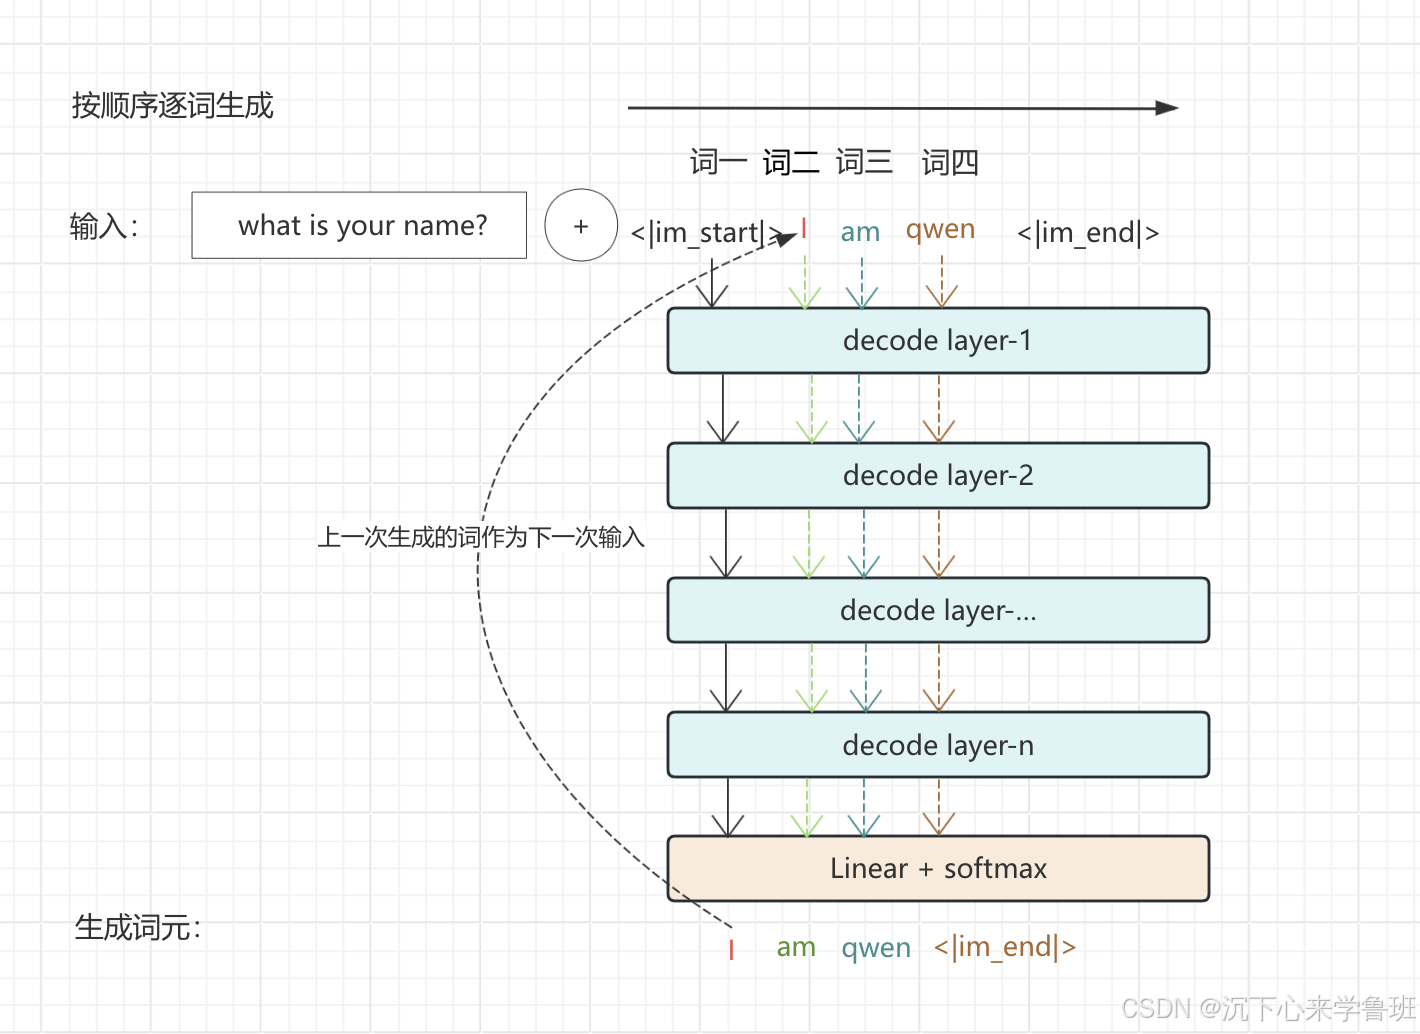 按顺序逐词生成
词一 词二 词三 词四
输入： what is your name? + <|im_start|> I am qwen <|im_end|>
decode layer-1
decode layer-2
上一次生成的词作为下一次输入
decode layer-...
decode layer-n
Linear + softmax
生成词元：
I am qwen <|im_end|>
CSDN @沉下心来学鲁班